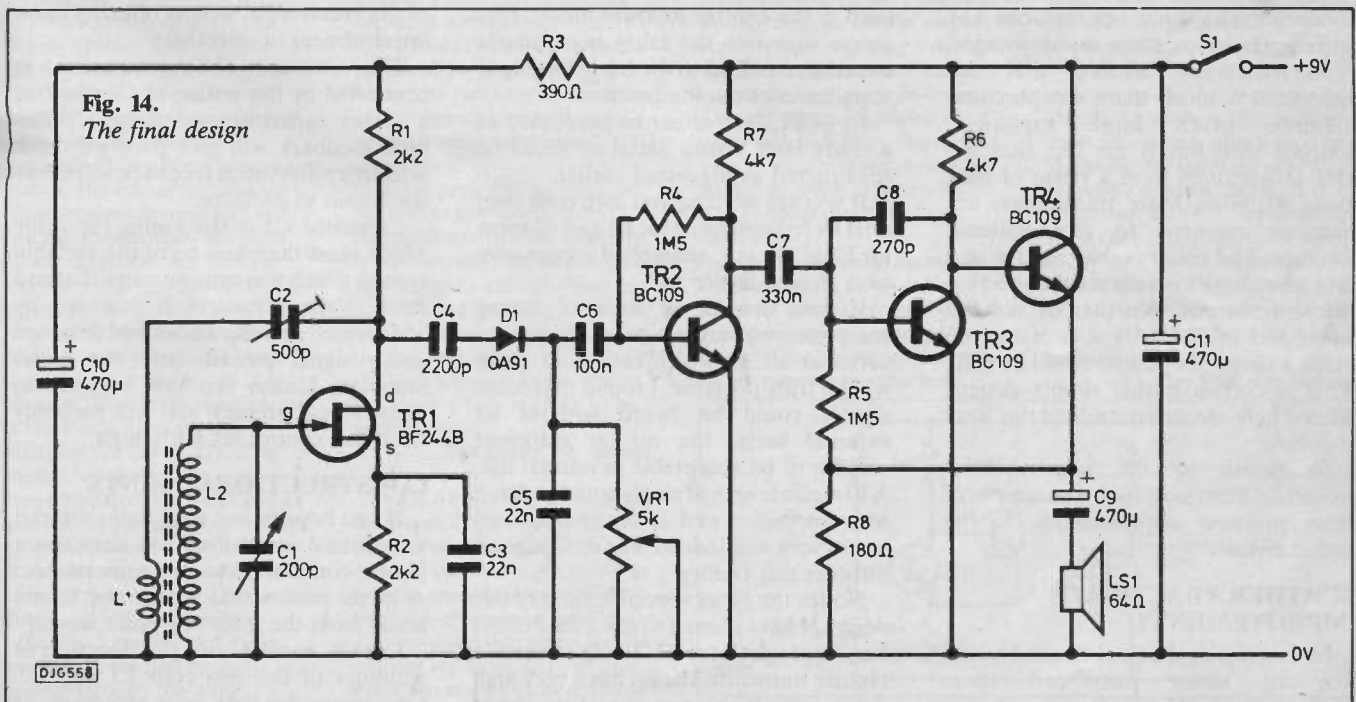 Fig. 14.
The final design
R3
390Ω
S1
+9V
R1
2k2
R7
4k7
R6
4k7
R4
1M5
C8
270p
TR4
BC109
C2
500p
C4
2200p
D1
OA91
C6
100n
TR2
BC109
C7
330n
TR3
BC109
+
C10
470µ
+
C11
470µ
g
d
s
TR1
BF244B
R5
1M5
L1
L2
C1
200p
R2
2k2
C3
22n
C5
22n
VR1
5k
R8
180Ω
+
C9
470µ
LS1
64Ω
0V
DJG558